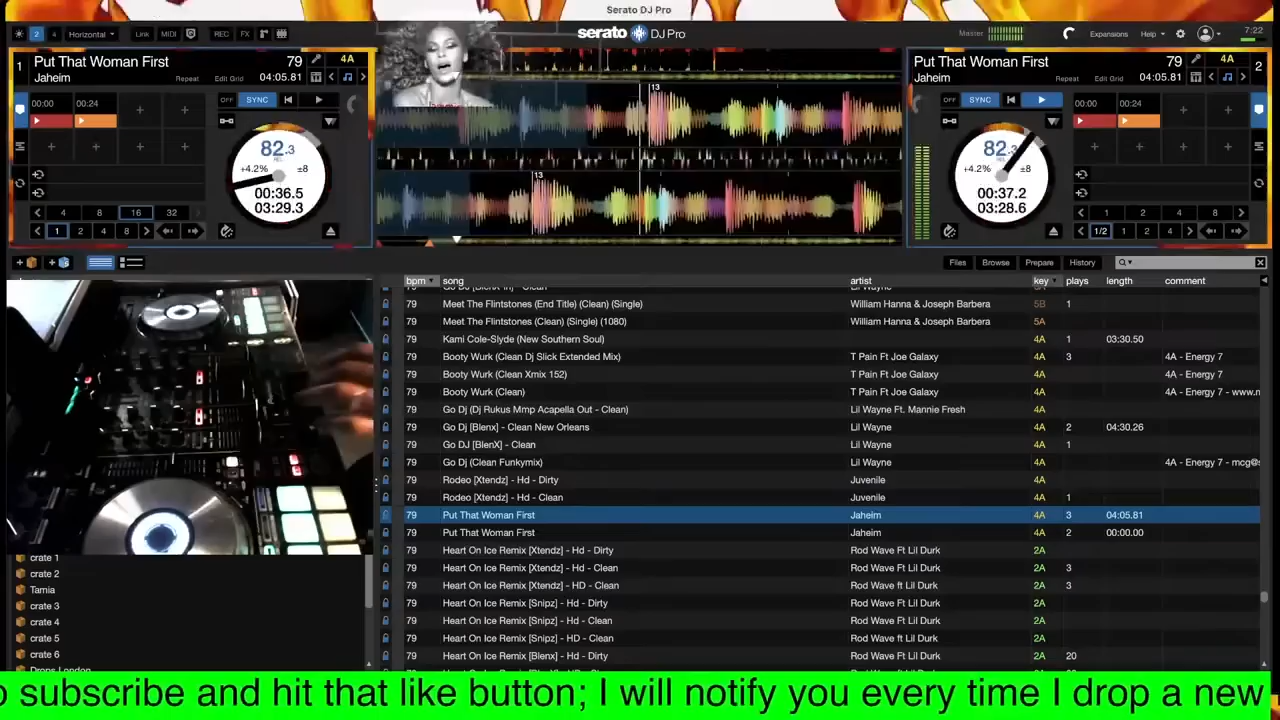 Serato DJ Pro
2 4 Horizontal Link MIDI REC FX serato DJ Pro Master Expansions Help 7:22
1 Put That Woman First 79 4A
Jaheim Repeat Edit Grid 04:05.81
00:00 00:24 OFF SYNC
82.3
+4.2% ±8
00:36.5
03:29.3
4 8 16 32
1 2 4 8
13
13
Put That Woman First 79 4A 2
Jaheim Repeat Edit Grid 04:05.81
OFF SYNC 00:00 00:24
82.3
+4.2% ±8
00:37.2
03:28.6
1 2 4 8
1/2 1 2 4
Files Browse Prepare History
bpm song artist key plays length comment
79 Meet The Flintstones (End Title) (Clean) (Single) William Hanna & Joseph Barbera 5B 1
79 Meet The Flintstones (Clean) (Single) (1080) William Hanna & Joseph Barbera 5A
79 Kami Cole-Slyde (New Southern Soul) 4A 1 03:30.50
79 Booty Wurk (Clean Dj Slick Extended Mix) T Pain Ft Joe Galaxy 4A 3 4A - Energy 7
79 Booty Wurk (Clean Xmix 152) T Pain Ft Joe Galaxy 4A 4A - Energy 7
79 Booty Wurk (Clean) T Pain Ft Joe Galaxy 4A 4A - Energy 7 - www.
79 Go Dj (Dj Rukus Mmp Acapella Out - Clean) Lil Wayne Ft. Mannie Fresh 4A
79 Go Dj [Blenx] - Clean New Orleans Lil Wayne 4A 2 04:30.26
79 Go DJ [BlenX] - Clean Lil Wayne 4A 1
79 Go Dj (Clean Funkymix) Lil Wayne 4A 4A - Energy 7 - mcg@
79 Rodeo [Xtendz] - Hd - Dirty Juvenile 4A
79 Rodeo [Xtendz] - Hd - Clean Juvenile 4A 1
79 Put That Woman First Jaheim 4A 3 04:05.81
79 Put That Woman First Jaheim 4A 2 00:00.00
79 Heart On Ice Remix [Xtendz] - Hd - Dirty Rod Wave Ft Lil Durk 2A
79 Heart On Ice Remix [Xtendz] - Hd - Clean Rod Wave Ft Lil Durk 2A 3
79 Heart On Ice Remix [Xtendz] - HD - Clean Rod Wave ft Lil Durk 2A 3
79 Heart On Ice Remix [Snipz] - Hd - Dirty Rod Wave Ft Lil Durk 2A
79 Heart On Ice Remix [Snipz] - Hd - Clean Rod Wave Ft Lil Durk 2A
79 Heart On Ice Remix [Snipz] - HD - Clean Rod Wave ft Lil Durk 2A
79 Heart On Ice Remix [Blenx] - Hd - Dirty Rod Wave Ft Lil Durk 2A 20
crate 1
crate 2
Tamia
crate 3
crate 4
crate 5
crate 6
Drops London
o subscribe and hit that like button; I will notify you every time I drop a new